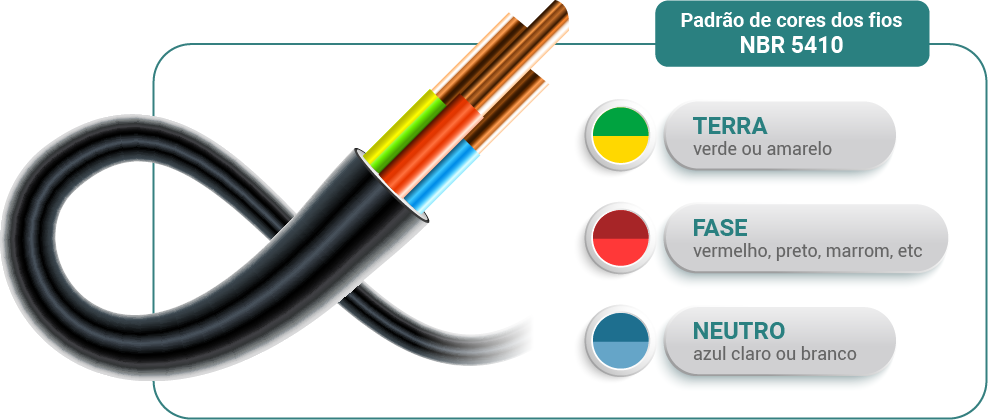 Padrão de cores dos fios
NBR 5410
TERRA
verde ou amarelo
FASE
vermelho, preto, marrom, etc
NEUTRO
azul claro ou branco